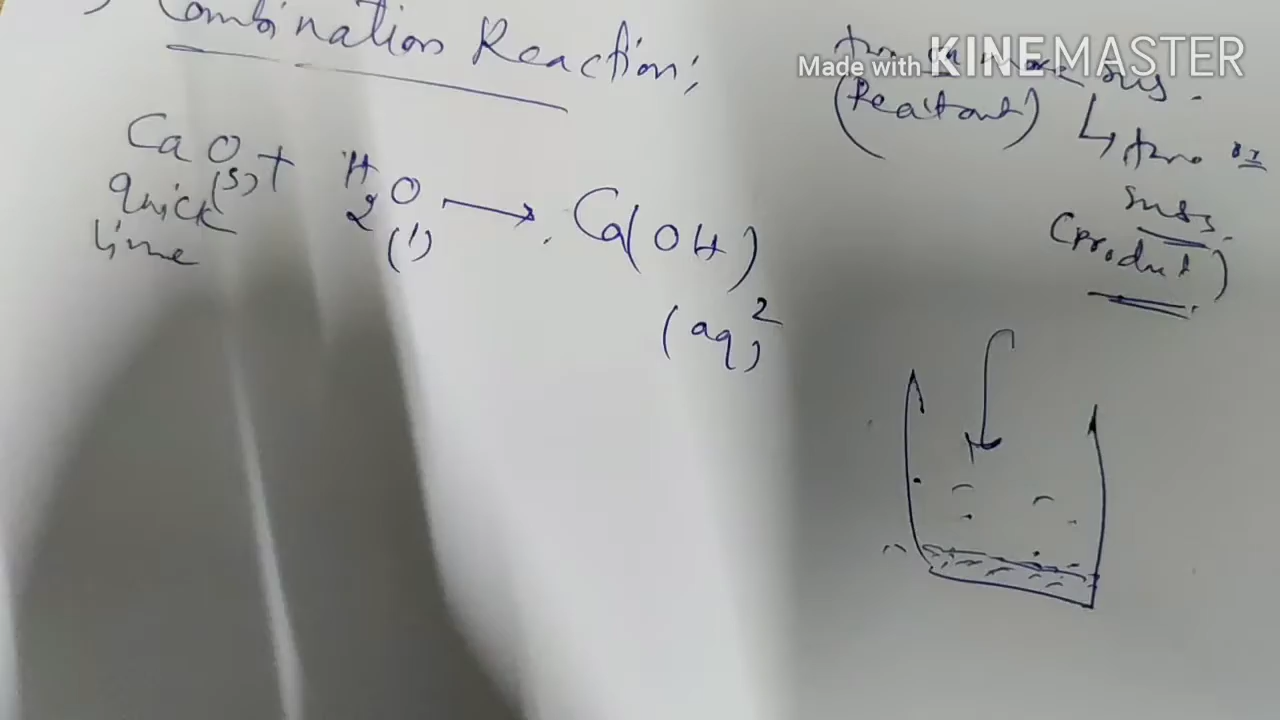 Combination Reaction;
CaO(s) + H2O(l) → Ca(OH)2(aq)
quick
lime
Made with KINEMASTER
(Reactant)
(Product)